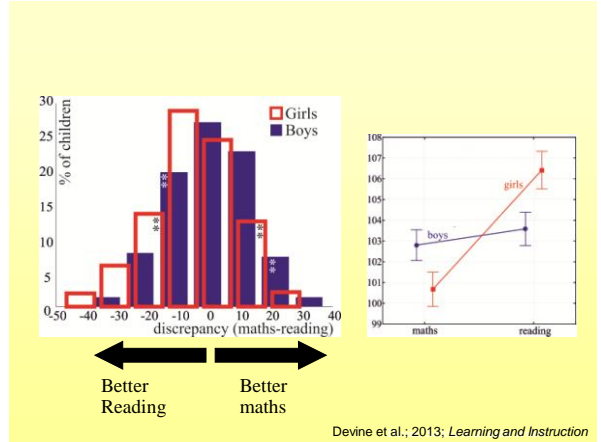 % of children
30
25
20
15
10
5
0
Girls
Boys
**
**
**
**
-50 -40 -30 -20 -10 0 10 20 30 40
discrepancy (maths-reading)
Better Reading
Better maths
108
107
106
105
104
103
102
101
100
99
girls
boys
maths reading
Devine et al.; 2013; Learning and Instruction